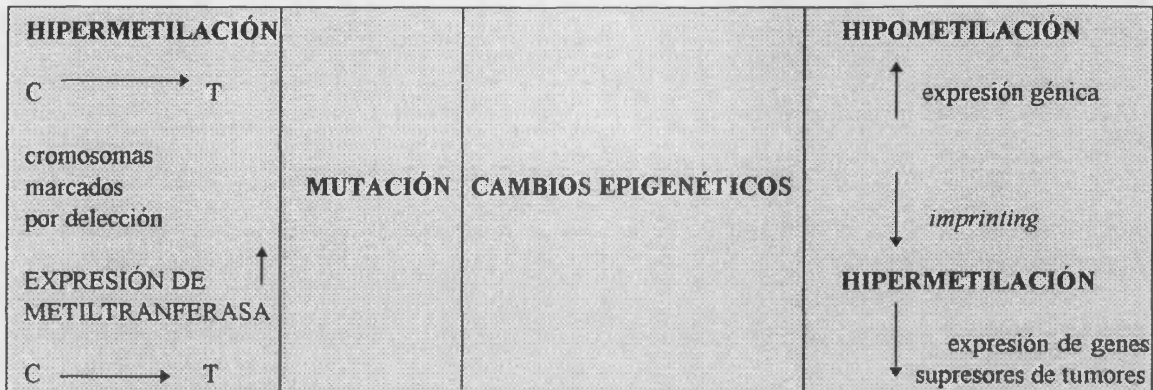 HIPERMETILACIÓN
C T
cromosomas
marcados
por delección
EXPRESIÓN DE
METILTRANFERASA
C T
MUTACIÓN
CAMBIOS EPIGENÉTICOS
HIPOMETILACIÓN
expresión génica
imprinting
HIPERMETILACIÓN
expresión de genes
supresores de tumores